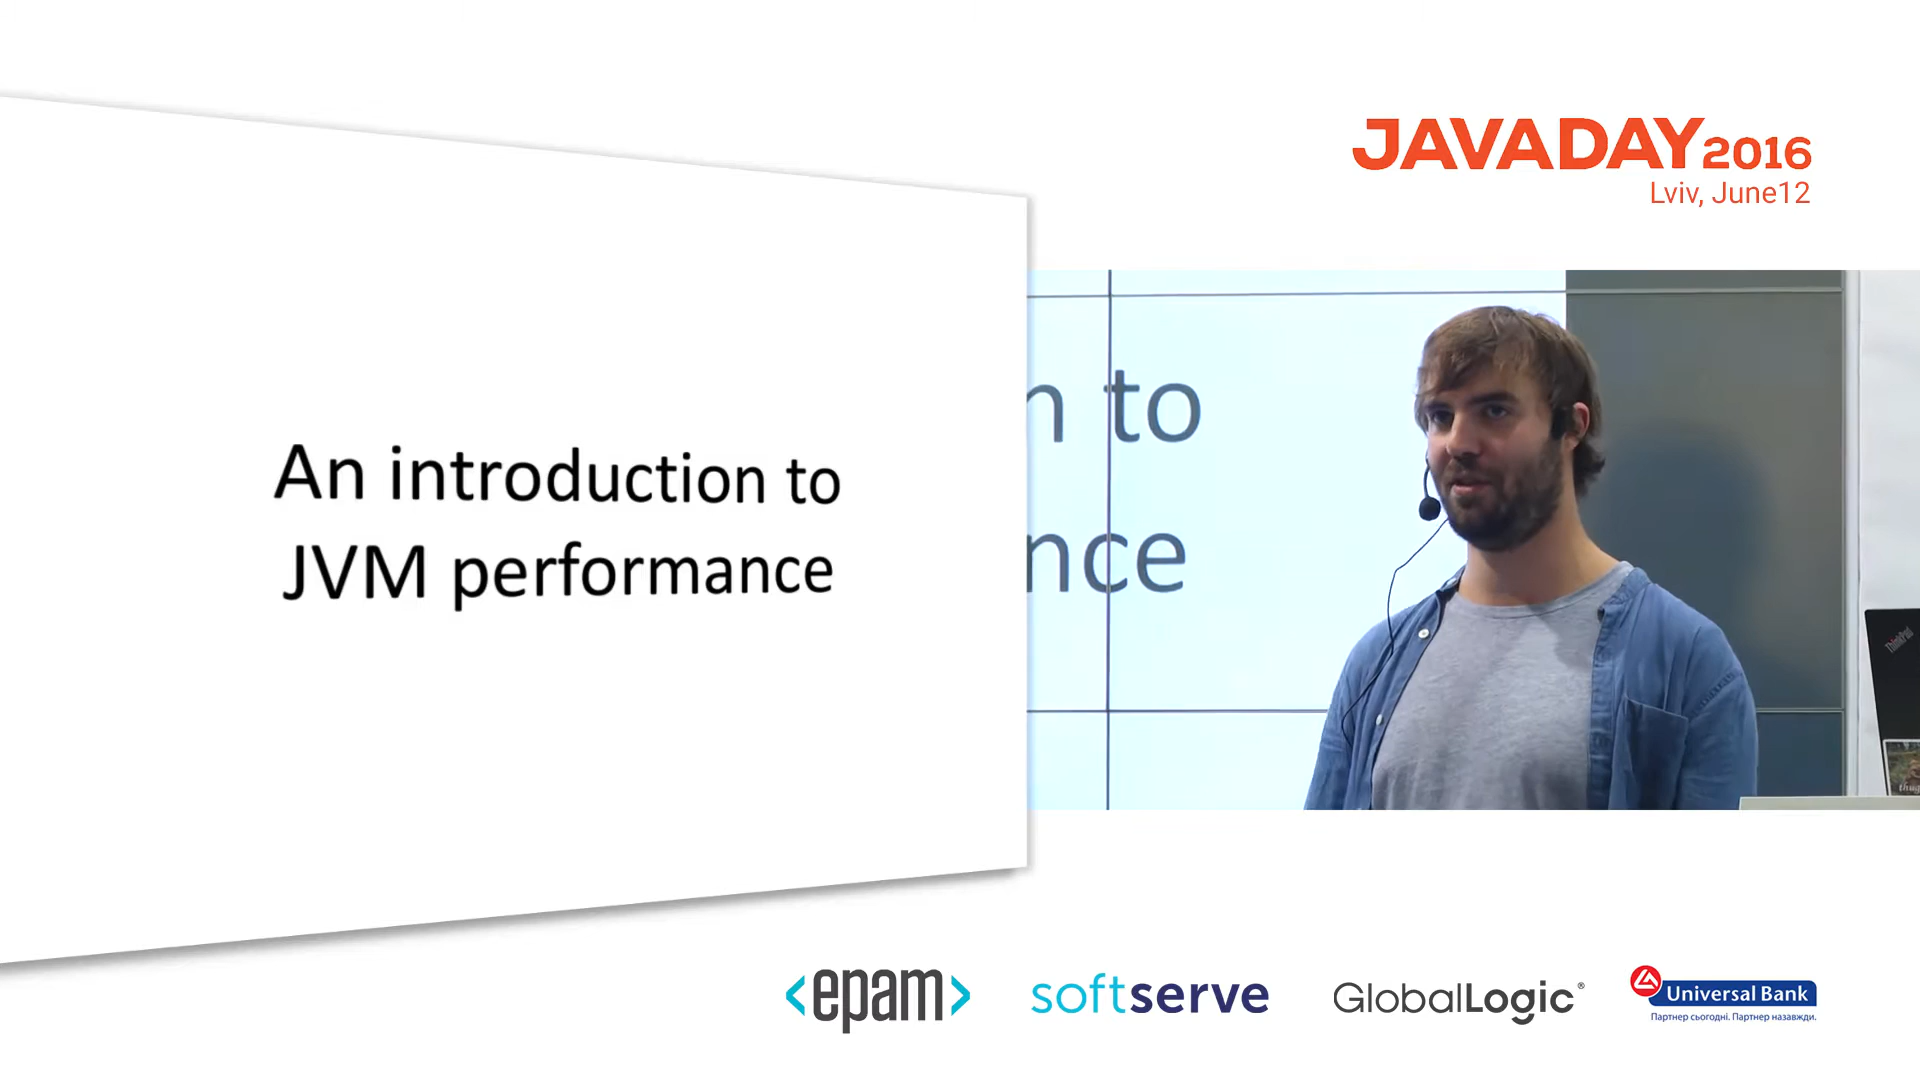 JAVADAY2016
Lviv, June12
An introduction to
JVM performance
n to
nce
ThinkPad
<epam>
softserve
GlobalLogic®
Universal Bank
Партнер сьогодні. Партнер назавжди.